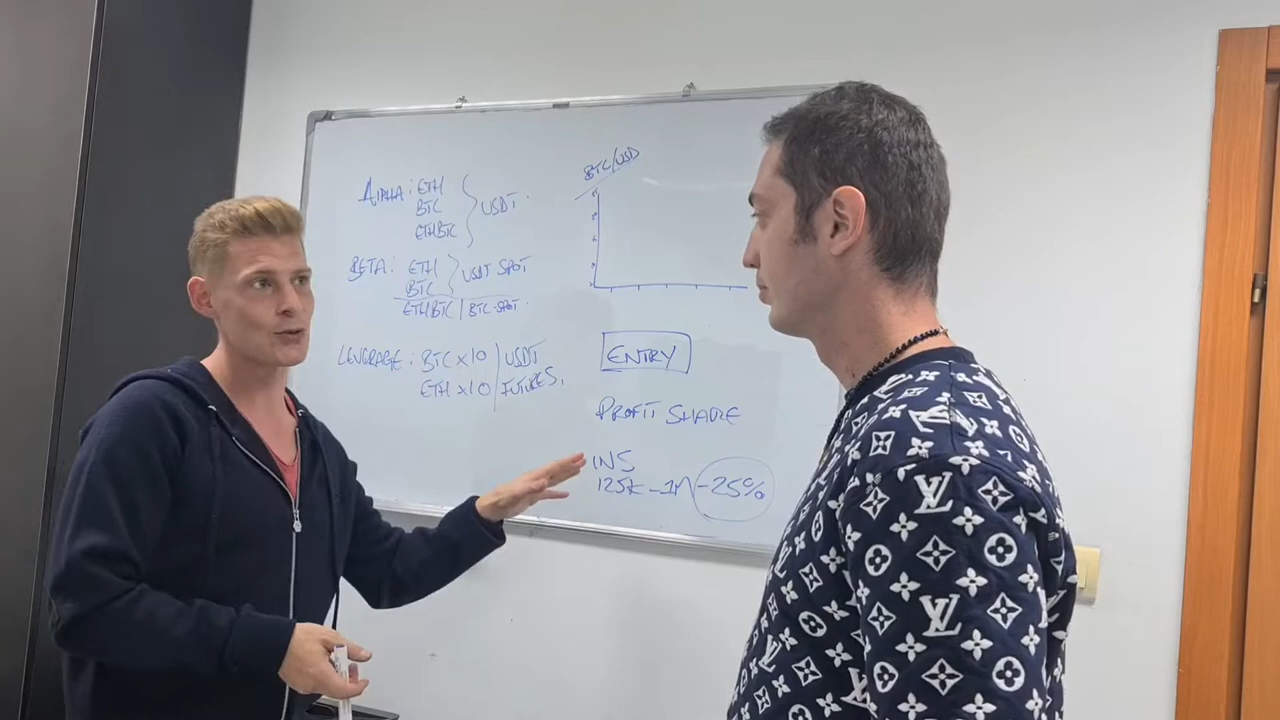 ALPHA: ETH
BTC
ETHBTC
USDT
BETA: ETH
BTC
USDT SPOT
ETHBTC | BTC-SPOT
LEVERAGE: BTC x10 | USDT
ETH x10 | FUTURES.
BTC/USD
ENTRY
PROFIT SHARE
INS
125K - 1M -25%
LV
LV